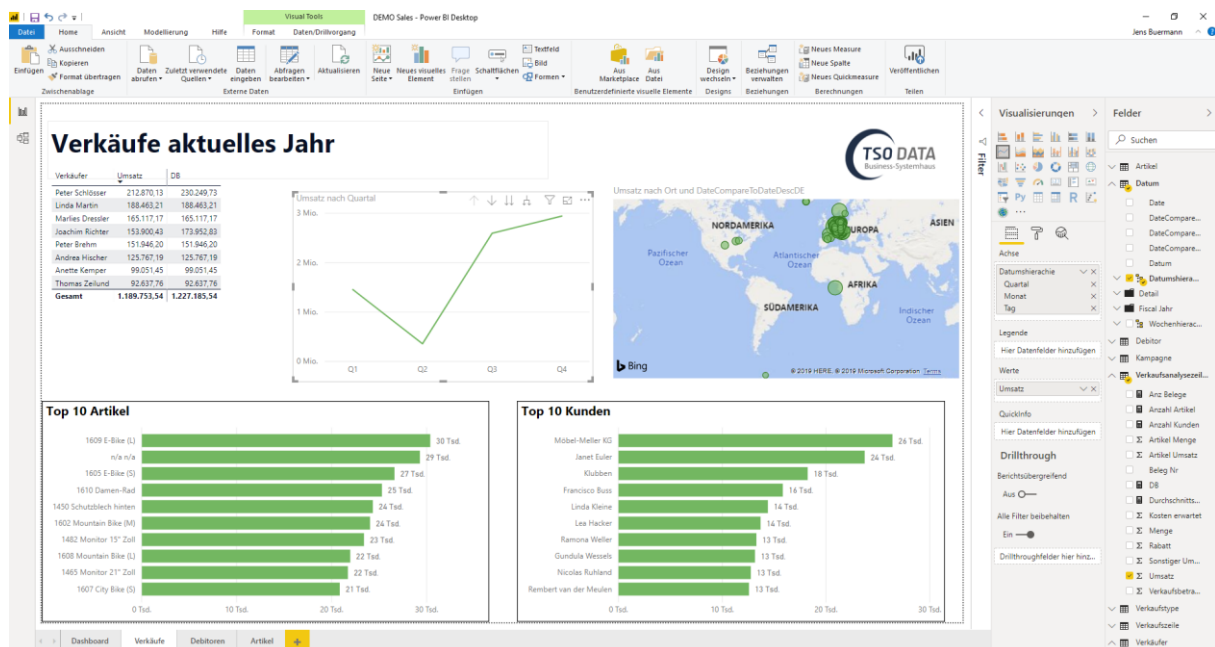 Visual Tools
DEMO Sales - Power BI Desktop
Jens Buermann
Datei Home Ansicht Modellierung Hilfe Format Daten/Drillvorgang
Einfügen
Ausschneiden
Kopieren
Format übertragen
Zwischenablage
Daten abrufen
Zuletzt verwendete Quellen
Daten eingeben
Abfragen bearbeiten
Aktualisieren
Externe Daten
Neue Seite
Neues visuelles Element
Frage stellen
Schaltflächen
Textfeld
Bild
Formen
Einfügen
Aus Marketplace
Aus Datei
Benutzerdefinierte visuelle Elemente
Design wechseln
Designs
Beziehungen verwalten
Beziehungen
Neues Measure
Neue Spalte
Neues Quickmeasure
Berechnungen
Veröffentlichen
Teilen
Verkäufe aktuelles Jahr
TSO DATA
Business-Systemhaus
Verkäufer Umsatz DB
Peter Schlösser 212.870,13 230.249,73
Linda Martin 188.463,21 188.463,21
Marlies Dressler 165.117,17 165.117,17
Joachim Richter 153.900,43 173.952,83
Peter Brehm 151.946,20 151.946,20
Andrea Hischer 125.767,19 125.767,19
Anette Kemper 99.051,45 99.051,45
Thomas Zeilund 92.637,76 92.637,76
Gesamt 1.189.753,54 1.227.185,54
Umsatz nach Quartal
3 Mio.
2 Mio.
1 Mio.
0 Mio.
Q1 Q2 Q3 Q4
Umsatz nach Ort und DateCompareToDateDescDE
NORDAMERIKA
EUROPA
ASIEN
Pazifischer Ozean
Atlantischer Ozean
AFRIKA
SÜDAMERIKA
Indischer Ozean
Bing
© 2019 HERE, © 2019 Microsoft Corporation Terms
Top 10 Artikel
1609 E-Bike (L) 30 Tsd.
n/a n/a 29 Tsd.
1605 E-Bike (S) 27 Tsd.
1610 Damen-Rad 25 Tsd.
1450 Schutzblech hinten 24 Tsd.
1602 Mountain Bike (M) 24 Tsd.
1482 Monitor 15" Zoll 23 Tsd.
1608 Mountain Bike (L) 22 Tsd.
1465 Monitor 21" Zoll 22 Tsd.
1607 City Bike (S) 21 Tsd.
0 Tsd. 10 Tsd. 20 Tsd. 30 Tsd.
Top 10 Kunden
Möbel-Meller KG 26 Tsd.
Janet Euler 24 Tsd.
Klubben 18 Tsd.
Francisco Buss 16 Tsd.
Linda Kleine 14 Tsd.
Lea Hacker 14 Tsd.
Ramona Weller 13 Tsd.
Gundula Wessels 13 Tsd.
Nicolas Ruhland 13 Tsd.
Rembert van der Meulen 13 Tsd.
0 Tsd. 10 Tsd. 20 Tsd. 30 Tsd.
Filter
Visualisierungen
Py
R
Achse
Datumshierachie
Quartal
Monat
Tag
Legende
Hier Datenfelder hinzufügen
Werte
Umsatz
QuickInfo
Hier Datenfelder hinzufügen
Drillthrough
Berichtsübergreifend
Aus
Alle Filter beibehalten
Ein
Drillthroughfelder hier hinz...
Felder
Suchen
Artikel
Datum
Date
DateCompare...
DateCompare...
DateCompare...
Datum
Datumshiera...
Detail
Fiscal Jahr
Wochenhierac...
Debitor
Kampagne
Verkaufsanalysezeil...
Anz Belege
Anzahl Artikel
Anzahl Kunden
Artikel Menge
Artikel Umsatz
Beleg Nr
DB
Durchschnitts...
Kosten erwartet
Menge
Rabatt
Sonstiger Um...
Umsatz
Verkaufsbetra...
Verkaufstype
Verkaufszeile
Verkäufer
Dashboard Verkäufe Debitoren Artikel